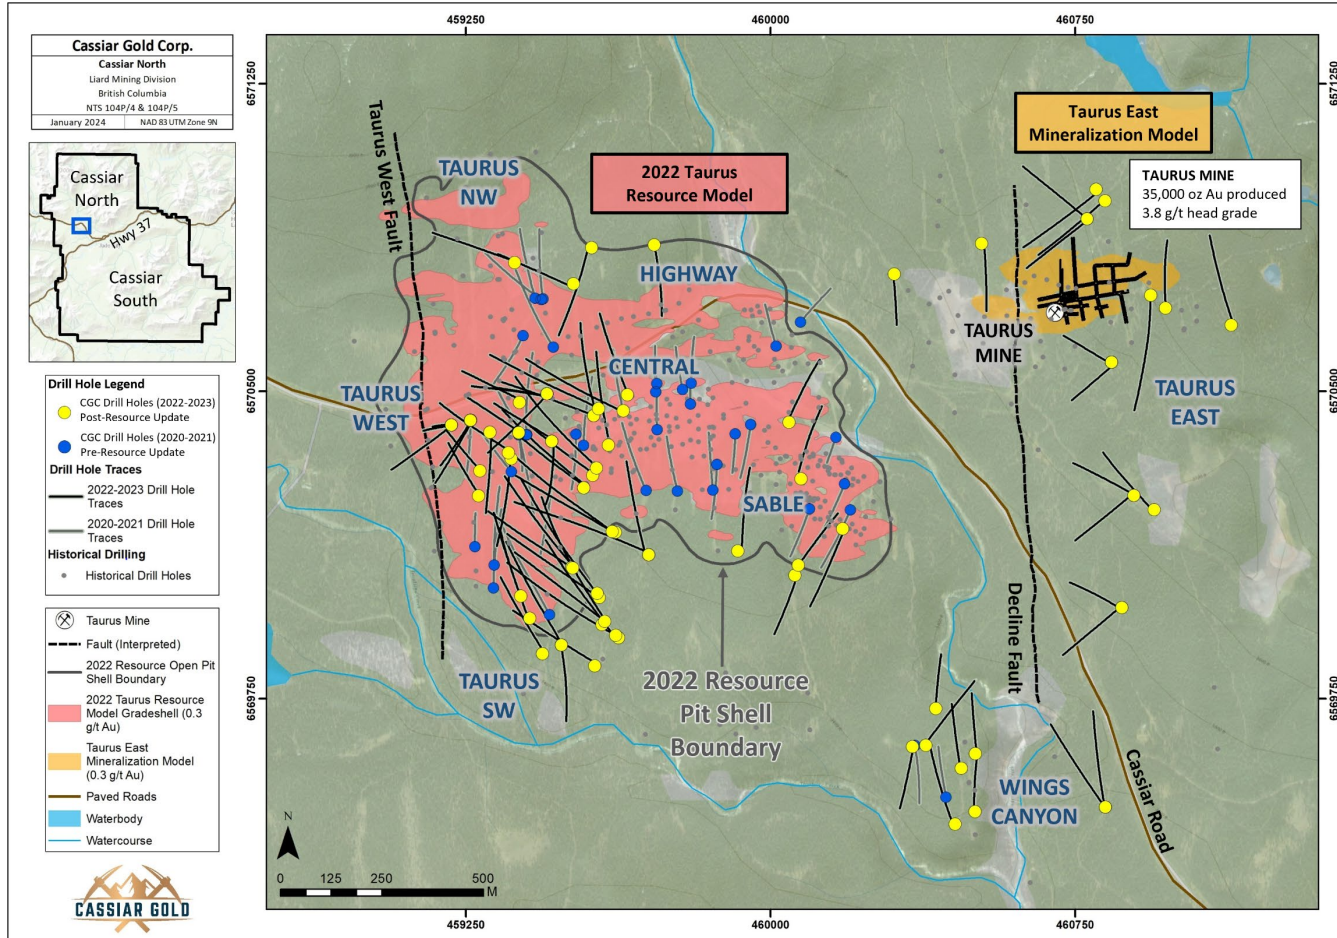 459250
460000
460750
Cassiar Gold Corp.
Cassiar North
Liard Mining Division
British Columbia
NTS 104P/4 & 104P/5
January 2024
NAD 83 UTM Zone 9N
6571250
6571250
Cassiar
North
Hwy 37
Cassiar
South
Taurus West Fault
TAURUS
NW
2022 Taurus
Resource Model
Taurus East
Mineralization Model
TAURUS MINE
35,000 oz Au produced
3.8 g/t head grade
HIGHWAY
TAURUS
MINE
CENTRAL
TAURUS
WEST
TAURUS
EAST
6570500
6570500
SABLE
Drill Hole Legend
CGC Drill Holes (2022-2023)
Post-Resource Update
CGC Drill Holes (2020-2021)
Pre-Resource Update
Drill Hole Traces
2022-2023 Drill Hole
Traces
2020-2021 Drill Hole
Traces
Historical Drilling
Historical Drill Holes
Taurus Mine
Fault (Interpreted)
2022 Resource Open Pit
Shell Boundary
2022 Taurus Resource
Model Gradeshell (0.3
g/t Au)
Taurus East
Mineralization Model
(0.3 g/t Au)
Paved Roads
Waterbody
Watercourse
TAURUS
SW
2022 Resource
Pit Shell
Boundary
Decline Fault
6569750
6569750
WINGS
CANYON
Cassiar Road
N
0
125
250
500
M
CASSIAR GOLD
459250
460000
460750